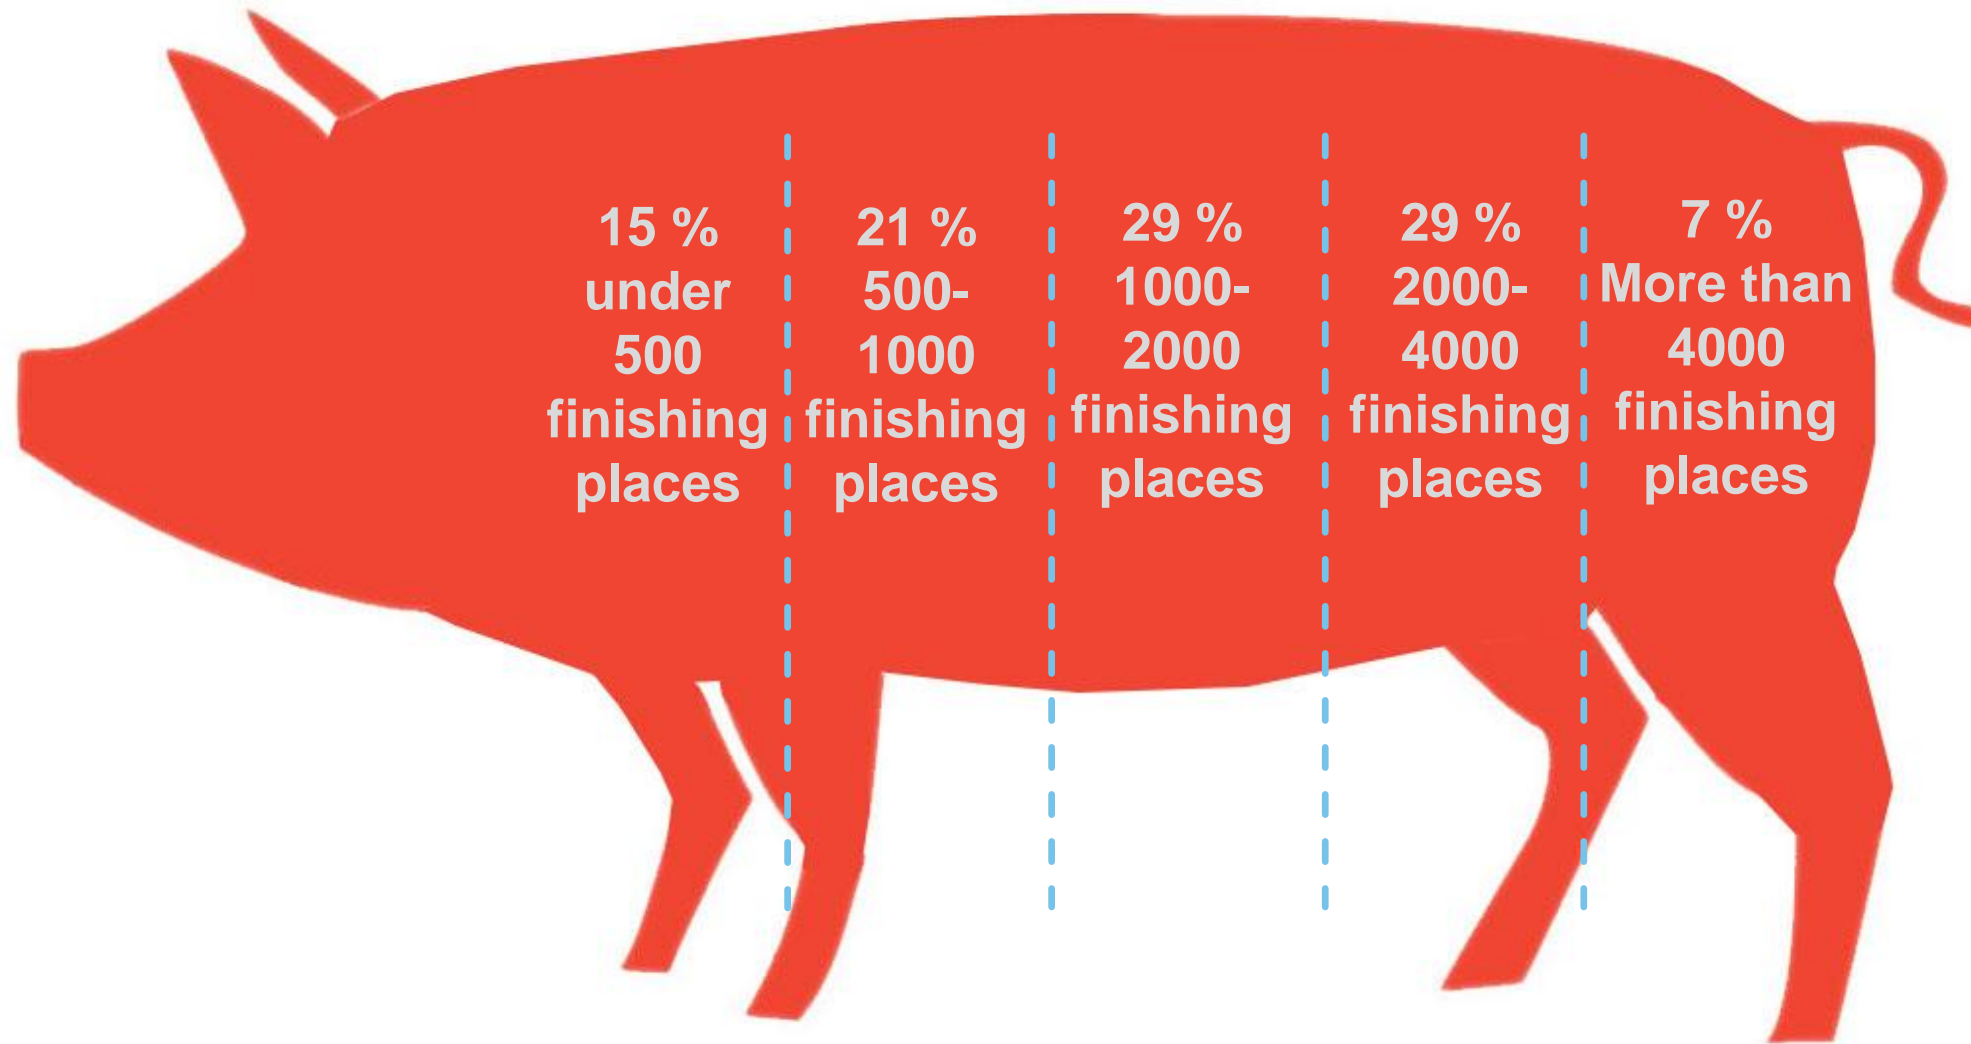 15 %
under
500
finishing
places
21 %
500-
1000
finishing
places
29 %
1000-
2000
finishing
places
29 %
2000-
4000
finishing
places
7 %
More than
4000
finishing
places